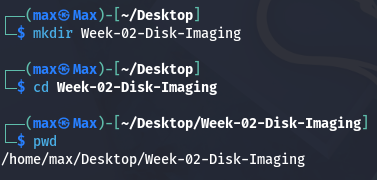 ┌──(max㉿Max)-[~/Desktop]
└─$ mkdir Week-02-Disk-Imaging
┌──(max㉿Max)-[~/Desktop]
└─$ cd Week-02-Disk-Imaging
┌──(max㉿Max)-[~/Desktop/Week-02-Disk-Imaging]
└─$ pwd
/home/max/Desktop/Week-02-Disk-Imaging